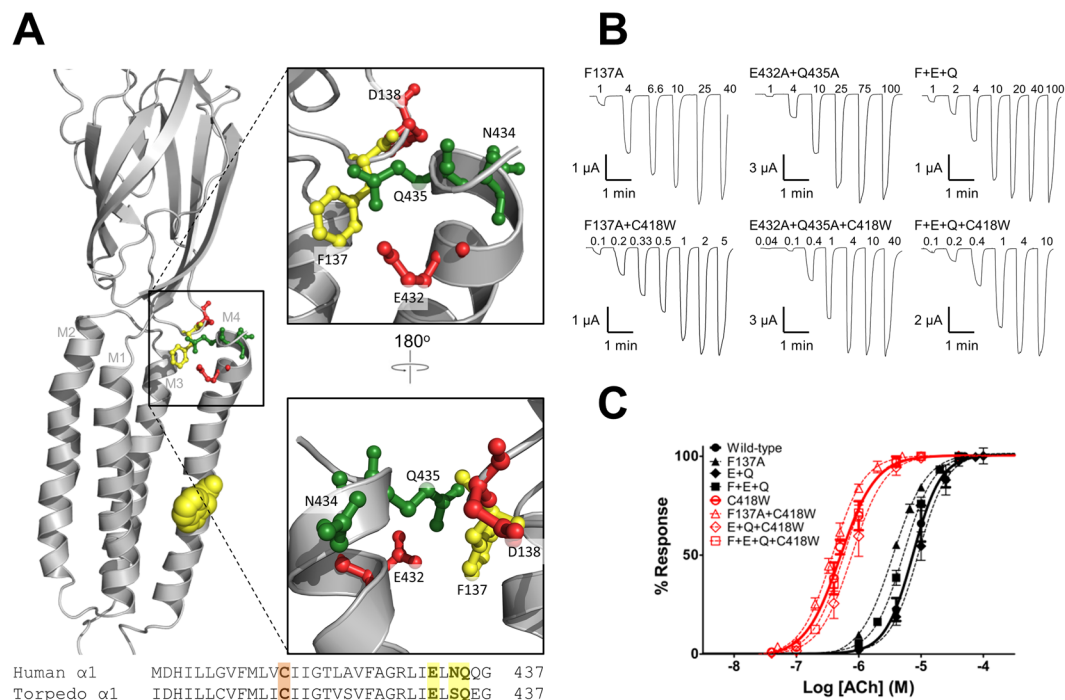 A
M2
M1
M4
M3
D138
N434
Q435
F137
E432
180º
Q435
N434
D138
E432
F137
Human α1 MDHILLGVFMLVCIIGTLAVFAGRLIELNQQG 437
Torpedo α1 IDHILLCVFMLICIIGTVSVFAGRLIELSQEG 437
B
F137A
1 4 6.6 10 25 40
1 µA
1 min
E432A+Q435A
1 4 10 25 75 100
3 µA
1 min
F+E+Q
1 2 4 10 20 40 100
1 µA
1 min
F137A+C418W
0.1 0.2 0.33 0.5 1 2 5
1 µA
1 min
E432A+Q435A+C418W
0.04 0.1 0.4 1 4 10 40
3 µA
1 min
F+E+Q+C418W
0.1 0.2 0.4 1 4 10
2 µA
1 min
C
Wild-type
F137A
E+Q
F+E+Q
C418W
F137A+C418W
E+Q+C418W
F+E+Q+C418W
% Response
100
50
0
-8 -7 -6 -5 -4
Log [ACh] (M)